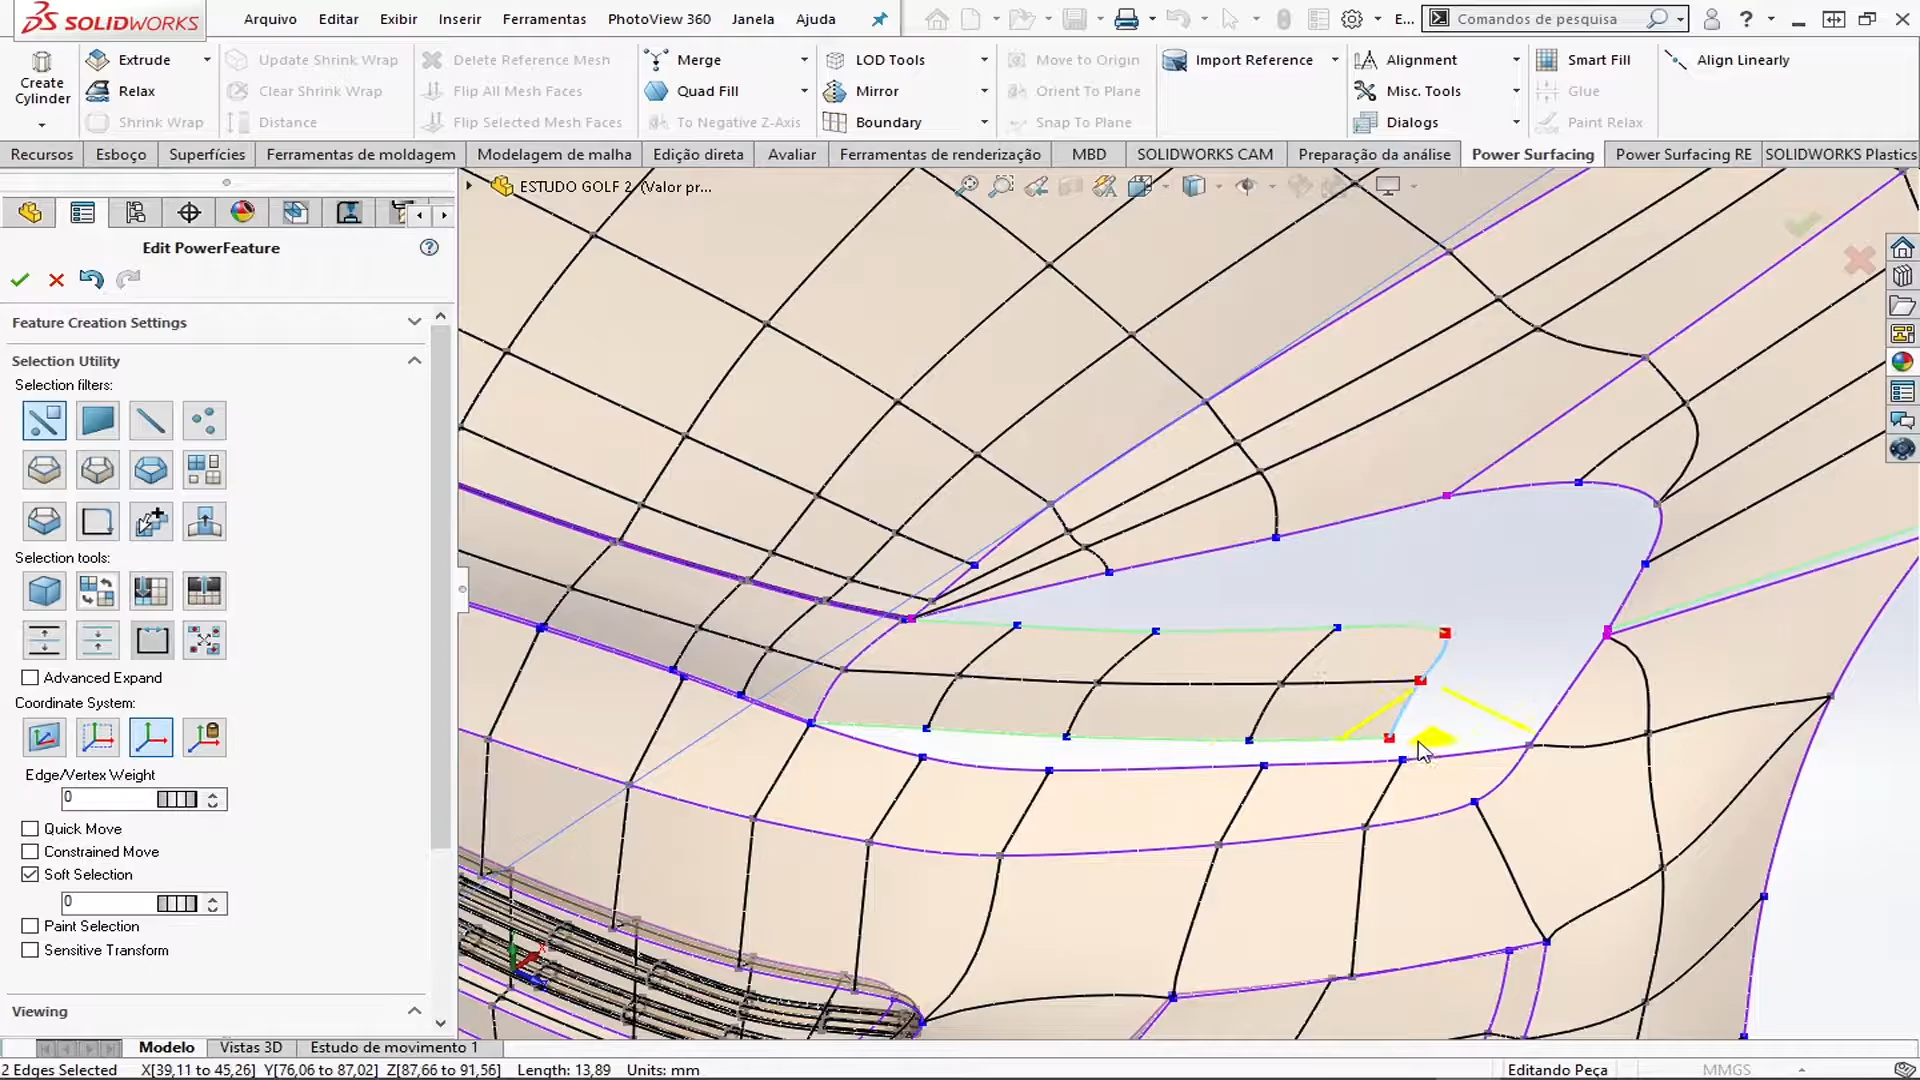 SOLIDWORKS
Arquivo
Editar
Exibir
Inserir
Ferramentas
PhotoView 360
Janela
Ajuda
E...
Comandos de pesquisa
?
Create Cylinder
Extrude
Relax
Shrink Wrap
Update Shrink Wrap
Clear Shrink Wrap
Distance
Delete Reference Mesh
Flip All Mesh Faces
Flip Selected Mesh Faces
Merge
Quad Fill
To Negative Z-Axis
LOD Tools
Mirror
Boundary
Move to Origin
Orient To Plane
Snap To Plane
Import Reference
Alignment
Misc. Tools
Dialogs
Smart Fill
Glue
Paint Relax
Align Linearly
Recursos
Esboço
Superfícies
Ferramentas de moldagem
Modelagem de malha
Edição direta
Avaliar
Ferramentas de renderização
MBD
SOLIDWORKS CAM
Preparação da análise
Power Surfacing
Power Surfacing RE
SOLIDWORKS Plastics
ESTUDO GOLF 2 (Valor pr...
Edit PowerFeature
Feature Creation Settings
Selection Utility
Selection filters:
Selection tools:
Advanced Expand
Coordinate System:
Edge/Vertex Weight
0
Quick Move
Constrained Move
Soft Selection
0
Paint Selection
Sensitive Transform
Viewing
Modelo
Vistas 3D
Estudo de movimento 1
2 Edges Selected X[39,11 to 45,26] Y[76,06 to 87,02] Z[87,66 to 91,56] Length: 13,89 Units: mm
Editando Peça
MMGS